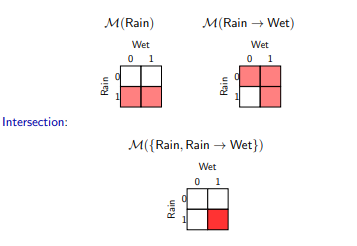 M(Rain) M(Rain → Wet)
Wet Wet
0 1 0 1
Rain 0 Rain 0
1 1
Intersection:
M({Rain, Rain → Wet})
Wet
0 1
Rain 0
1